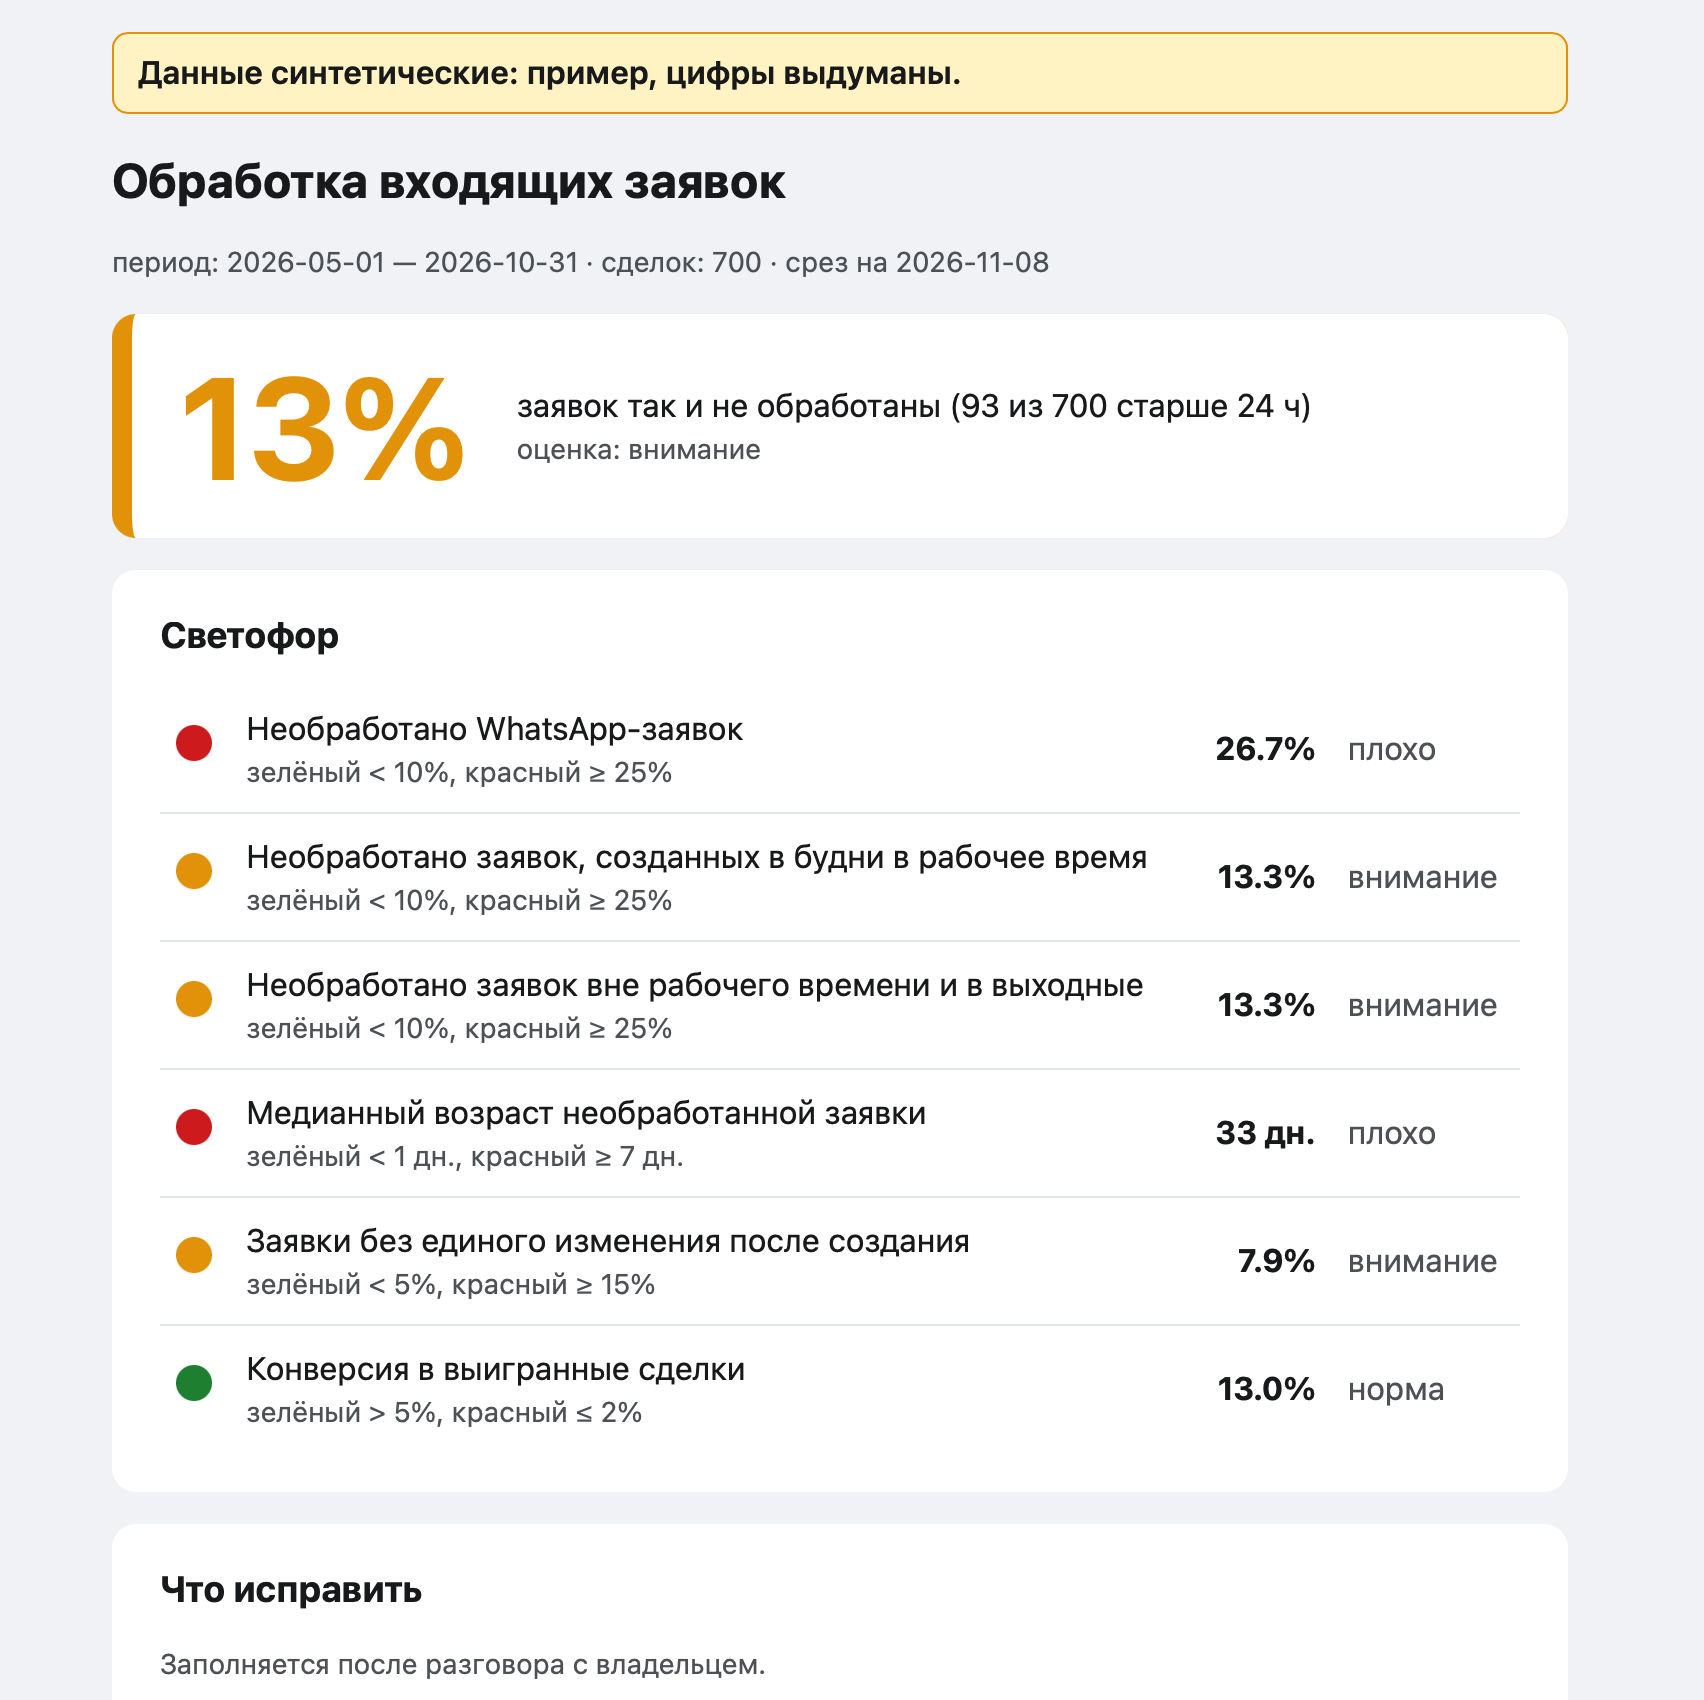 Данные синтетические: пример, цифры выдуманы.
Обработка входящих заявок
период: 2026-05-01 — 2026-10-31 · сделок: 700 · срез на 2026-11-08
13%
заявок так и не обработаны (93 из 700 старше 24 ч)
оценка: внимание
Светофор
Необработано WhatsApp-заявок
зелёный < 10%, красный ≥ 25%
26.7% плохо
Необработано заявок, созданных в будни в рабочее время
зелёный < 10%, красный ≥ 25%
13.3% внимание
Необработано заявок вне рабочего времени и в выходные
зелёный < 10%, красный ≥ 25%
13.3% внимание
Медианный возраст необработанной заявки
зелёный < 1 дн., красный ≥ 7 дн.
33 дн. плохо
Заявки без единого изменения после создания
зелёный < 5%, красный ≥ 15%
7.9% внимание
Конверсия в выигранные сделки
зелёный > 5%, красный ≤ 2%
13.0% норма
Что исправить
Заполняется после разговора с владельцем.